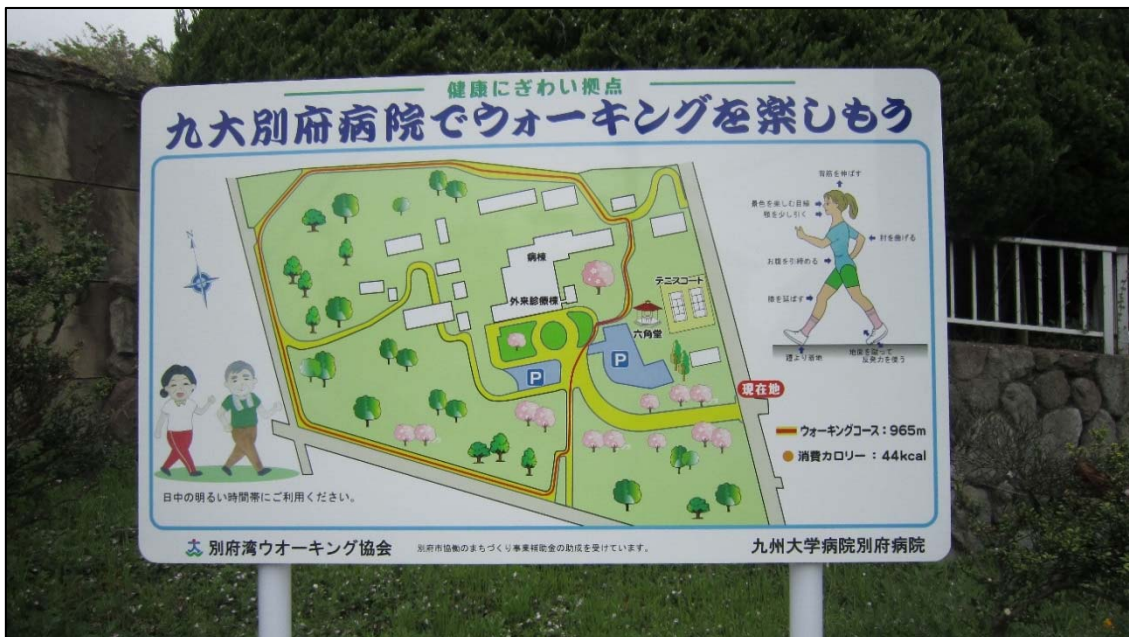 健康にぎわい拠点
九大別府病院でウォーキングを楽しもう
N
病棟
外来診療棟
テニスコート
六角堂
P
P
現在地
背筋を伸ばす
景色を楽しむ目線
顎を少し引く
肘を曲げる
お腹を引締める
膝を延ばす
踵より着地
地面を蹴って
反発力を使う
ウォーキングコース：965m
消費カロリー：44kcal
日中の明るい時間帯にご利用ください。
別府湾ウオーキング協会
別府市協働のまちづくり事業補助金の助成を受けています。
九州大学病院別府病院